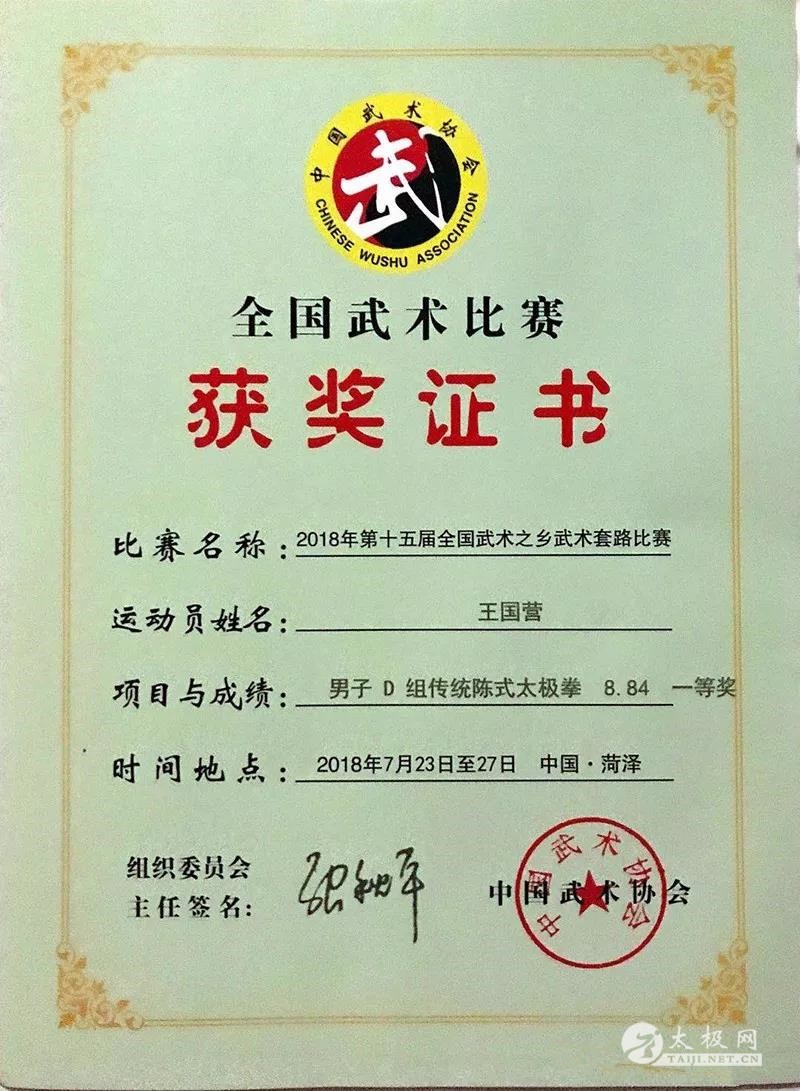 中国武术协会
武
CHINESE WUSHU ASSOCIATION
全国武术比赛
获奖证书
比赛名称：2018年第十五届全国武术之乡武术套路比赛
运动员姓名：王国营
项目与成绩：男子 D 组传统陈式太极拳 8.84 一等奖
时间地点：2018年7月23日至27日 中国·菏泽
组织委员会
主任签名:
中国武术协会
中国武术协会
太极网
TAIJI.NET.CN